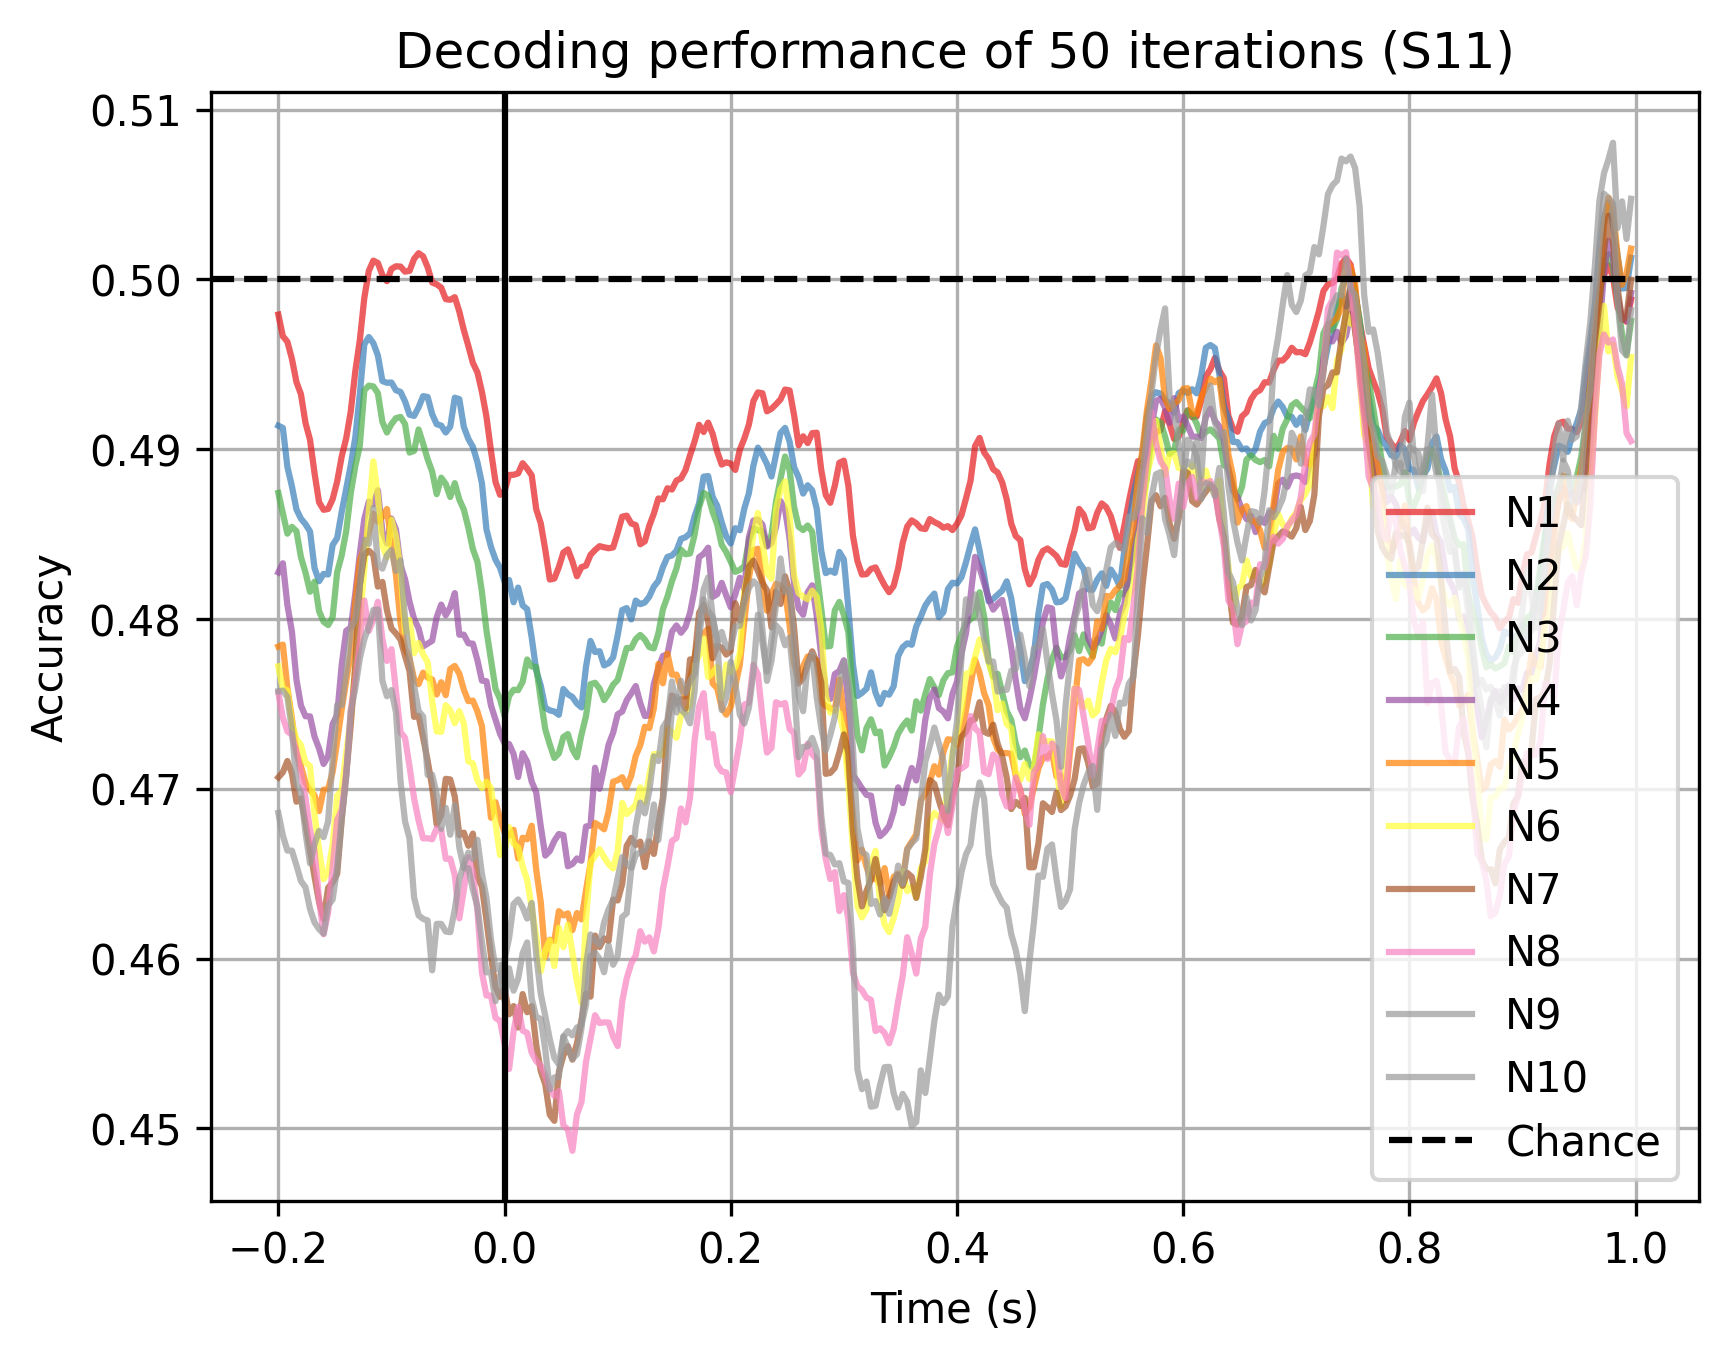 Decoding performance of 50 iterations (S11)
0.51
0.50
0.49
0.48
0.47
0.46
0.45
Accuracy
−0.2
0.0
0.2
0.4
0.6
0.8
1.0
Time (s)
N1
N2
N3
N4
N5
N6
N7
N8
N9
N10
Chance